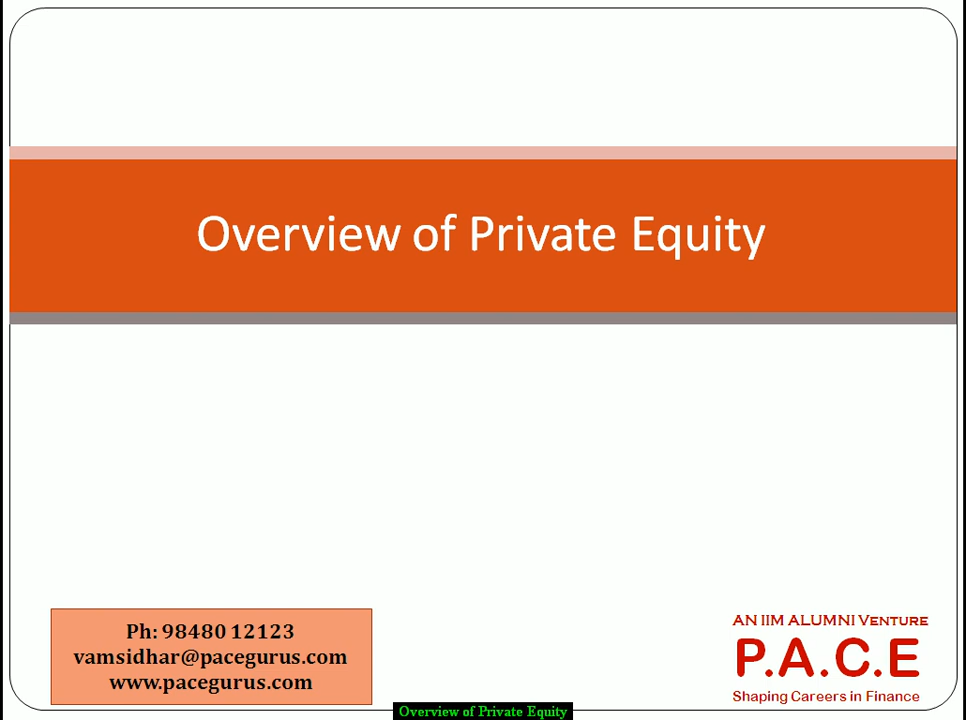 Overview of Private Equity
Ph: 98480 12123
vamsidhar@pacegurus.com
www.pacegurus.com
AN IIM ALUMNI VENTURE
P.A.C.E
Shaping Careers in Finance
Overview of Private Equity